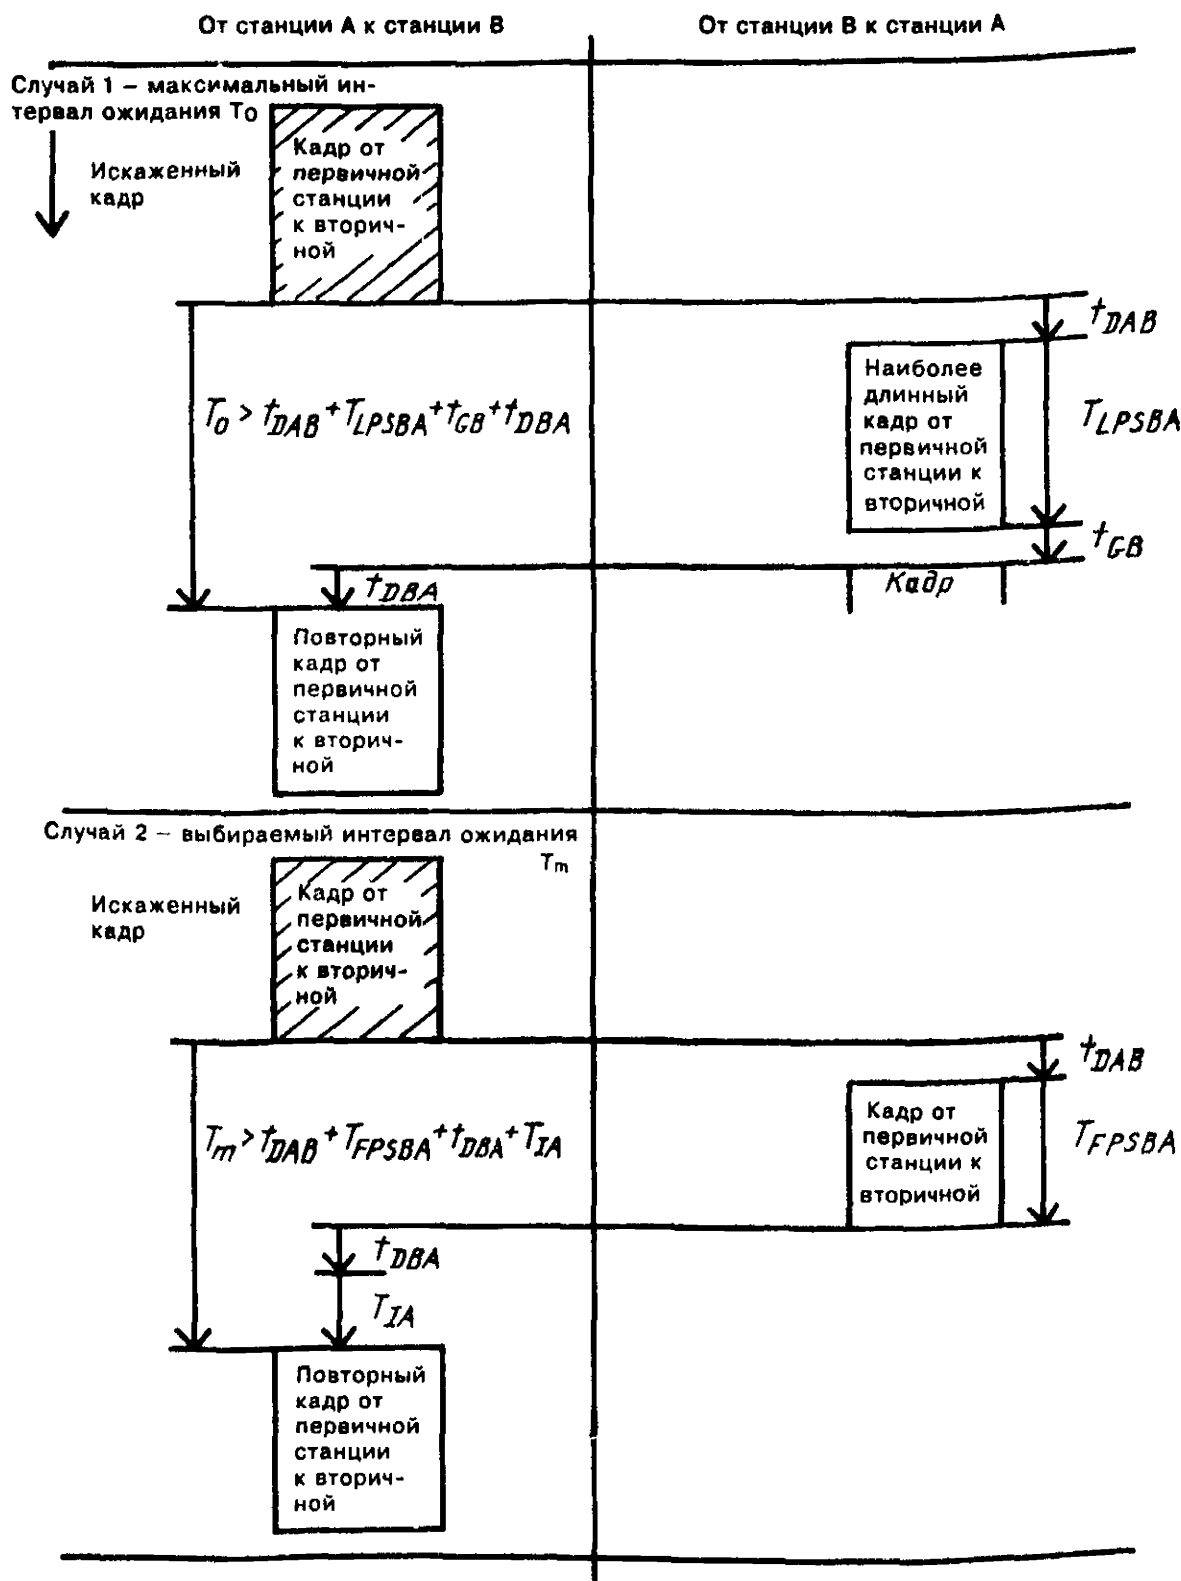 От станции А к станции В
От станции В к станции А
Случай 1 – максимальный ин-
тервал ожидания То
Искаженный
кадр
Кадр от
первичной
станции
к вторич-
ной
tDAB
To > tDAB + TLPSBA + tGB + tDBA
Наиболее
длинный
кадр от
первичной
станции к
вторичной
TLPSBA
tGB
tDBA
Кадр
Повторный
кадр от
первичной
станции
к вторич-
ной
Случай 2 – выбираемый интервал ожидания
Tm
Искаженный
кадр
Кадр от
первичной
станции
к вторич-
ной
tDAB
Tm > tDAB + TFPSBA + tDBA + TIA
Кадр от
первичной
станции к
вторичной
TFPSBA
tDBA
TIA
Повторный
кадр от
первичной
станции
к вторич-
ной